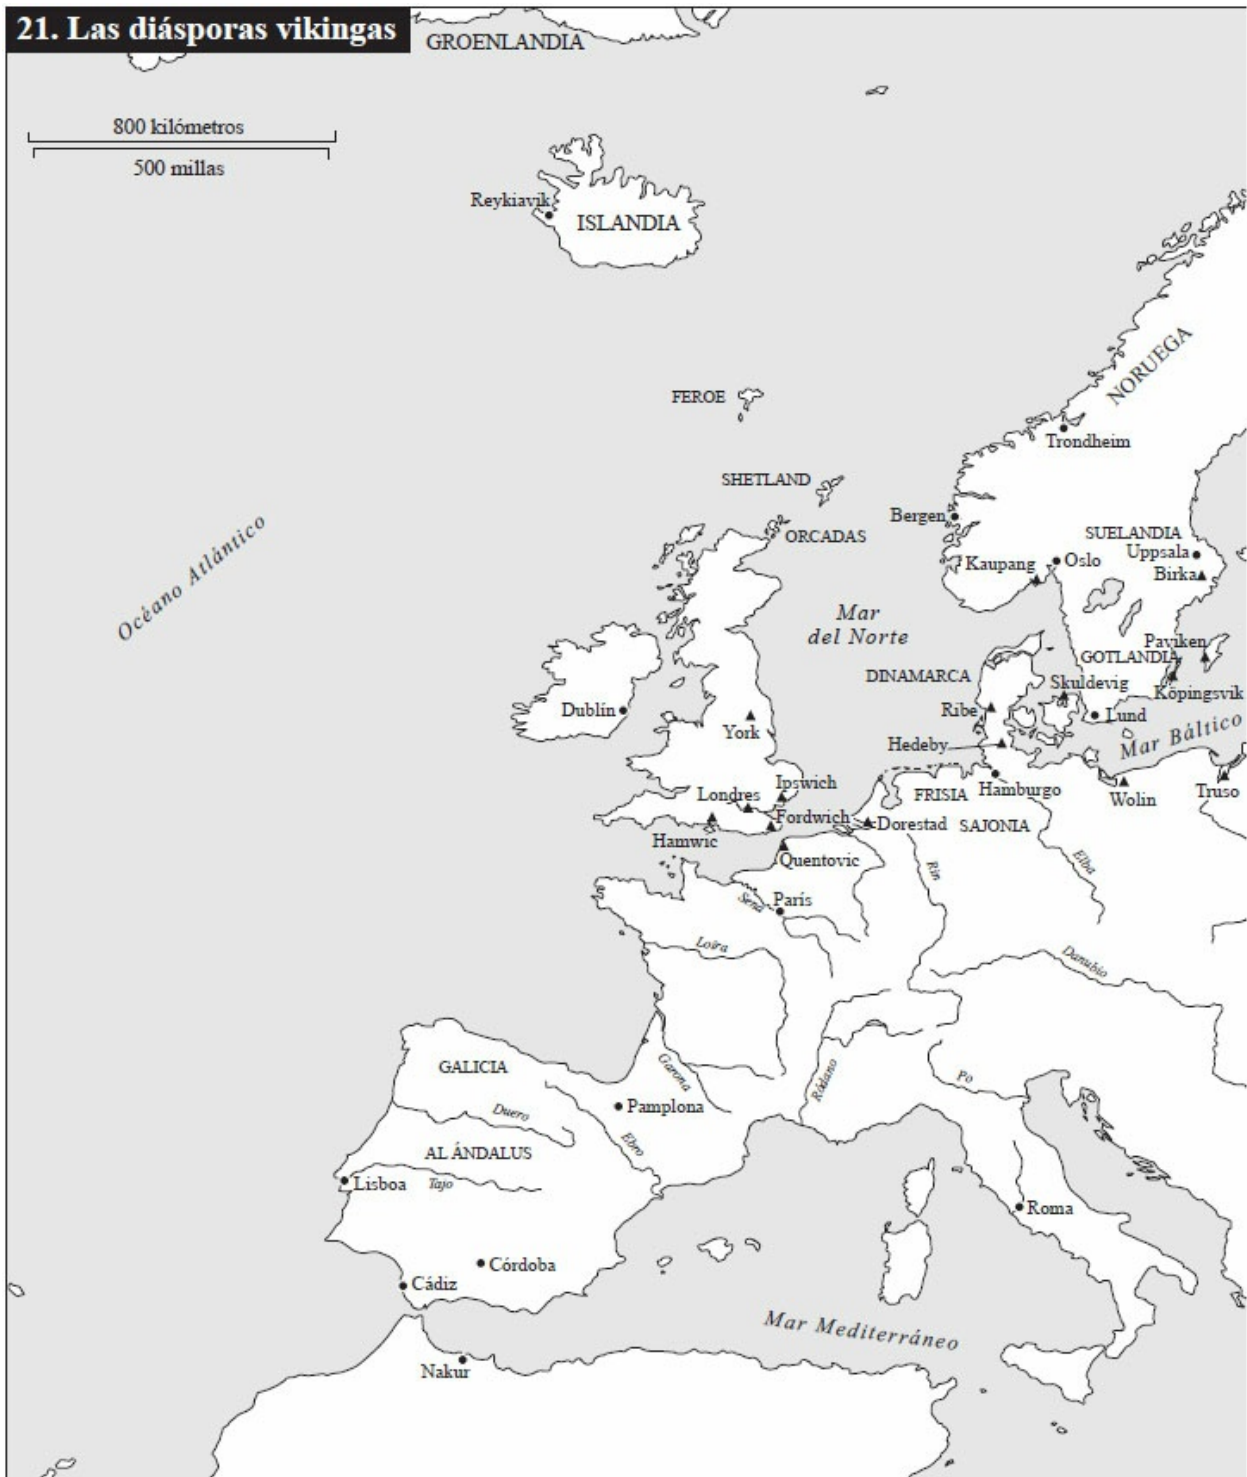 21. Las diásporas vikingas
GROENLANDIA
800 kilómetros
500 millas
Reykiavik
ISLANDIA
NORUEGA
FEROE
Trondheim
SHETLAND
Bergen
ORCADAS
SUELANDIA
Uppsala
Kaupang
Oslo
Birka
Océano Atlántico
Mar
del Norte
Paviken
GOTLANDIA
DINAMARCA
Skuldevig
Köpingsvik
Dublín
Ribe
Lund
York
Mar Báltico
Hedeby
Ipswich
Hamburgo
Londres
FRISIA
Wolin
Truso
Fordwich
Dorestad
SAJONIA
Hamwic
Quentovic
Rin
Elba
Sena
París
Loira
Danubio
GALICIA
Garona
Ródano
Po
Pamplona
Duero
Ebro
AL ÁNDALUS
Lisboa
Tajo
Roma
Córdoba
Cádiz
Mar Mediterráneo
Nakur